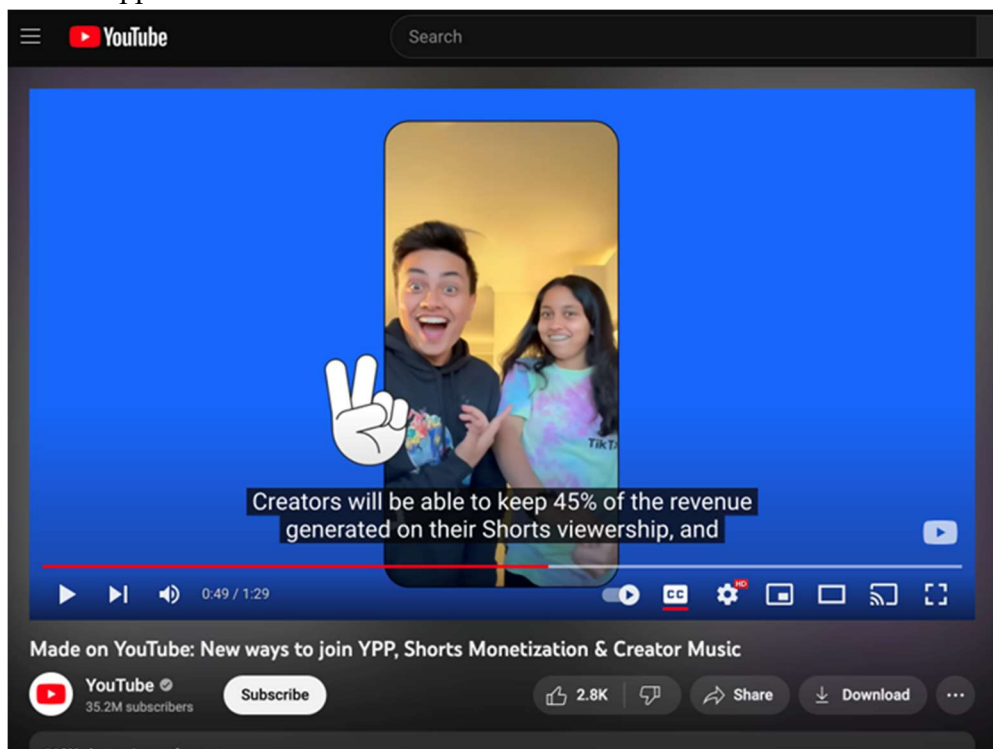 YouTube
Search
TikT
Creators will be able to keep 45% of the revenue
generated on their Shorts viewership, and
0:49 / 1:29
CC
HD
Made on YouTube: New ways to join YPP, Shorts Monetization & Creator Music
YouTube
35.2M subscribers
Subscribe
2.8K
Share
Download